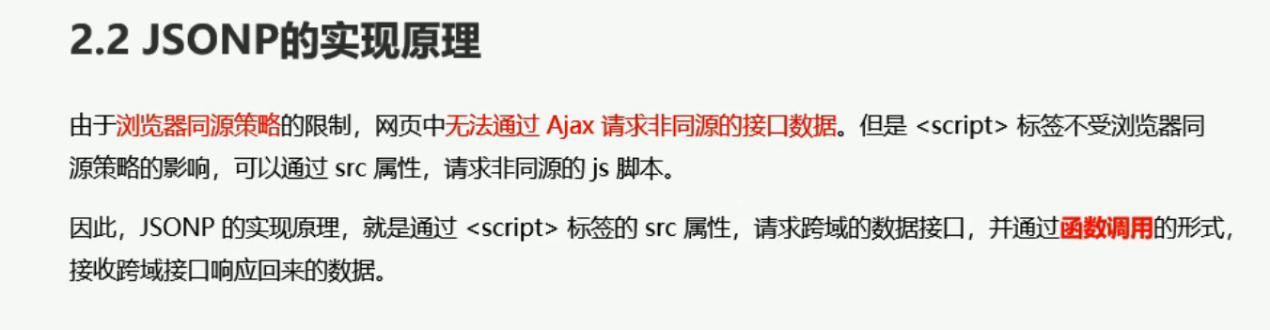 2.2 JSONP的实现原理
由于浏览器同源策略的限制，网页中无法通过 Ajax 请求非同源的接口数据。但是 <script> 标签不受浏览器同
源策略的影响，可以通过 src 属性，请求非同源的 js 脚本。
因此，JSONP 的实现原理，就是通过 <script> 标签的 src 属性，请求跨域的数据接口，并通过函数调用的形式，
接收跨域接口响应回来的数据。